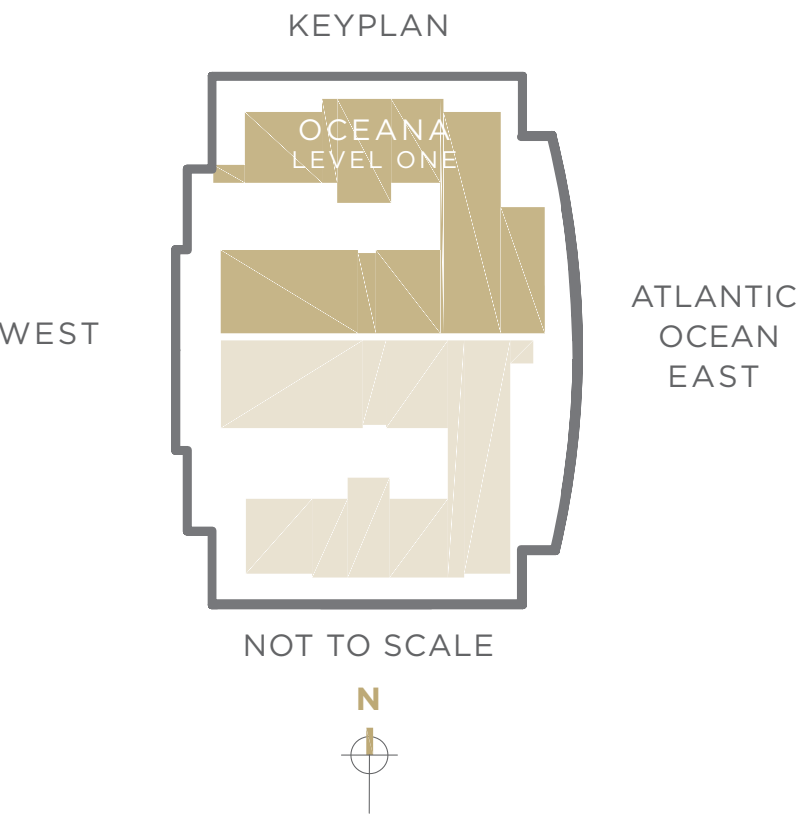 KEYPLAN
OCEANA
LEVEL ONE
WEST
ATLANTIC
OCEAN
EAST
NOT TO SCALE
N